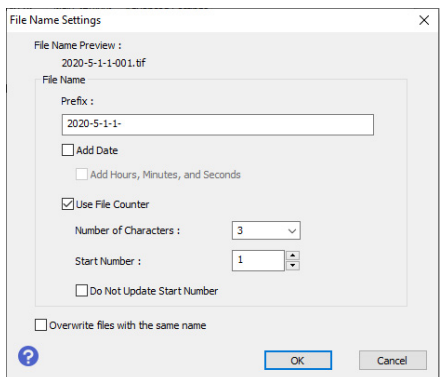 File Name Settings
File Name Preview :
2020-5-1-1-001.tif
File Name
Prefix :
2020-5-1-1-
Add Date
Add Hours, Minutes, and Seconds
Use File Counter
Number of Characters : 3
Start Number : 1
Do Not Update Start Number
Overwrite files with the same name
? OK Cancel